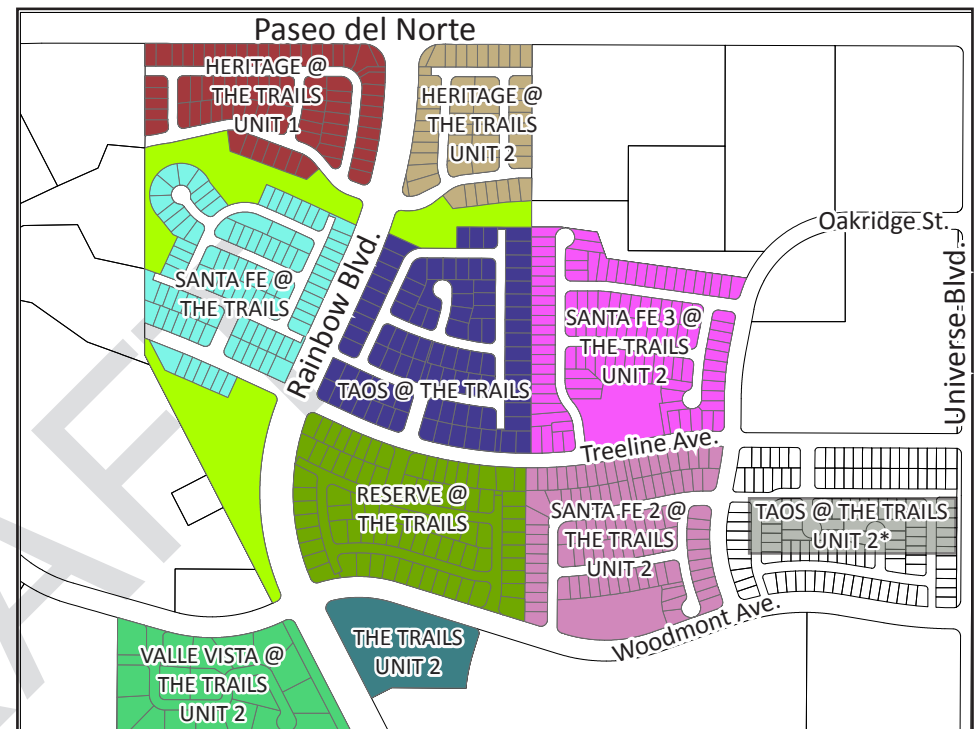 Paseo del Norte
HERITAGE @
THE TRAILS
UNIT 1
HERITAGE @
THE TRAILS
UNIT 2
Oakridge St.
Universe Blvd.
SANTA FE @
THE TRAILS
Rainbow Blvd.
SANTA FE 3 @
THE TRAILS
UNIT 2
TAOS @ THE TRAILS
Treeline Ave.
RESERVE @
THE TRAILS
SANTA FE 2 @
THE TRAILS
UNIT 2
TAOS @ THE TRAILS
UNIT 2*
Woodmont Ave.
THE TRAILS
UNIT 2
VALLE VISTA @
THE TRAILS
UNIT 2